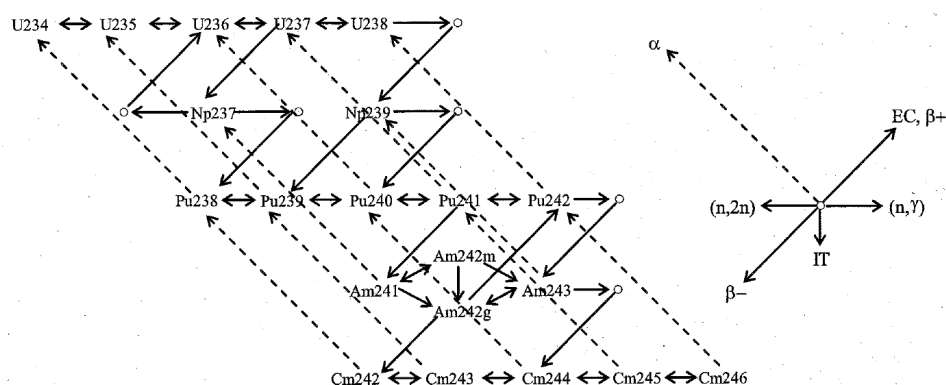 U234 U235 U236 U237 U238
α
EC, β+
Np237 Np239
Pu238 Pu239 Pu240 Pu241 Pu242
(n,2n) (n,γ)
IT
β−
Am242m
Am241 Am243
Am242g
Cm242 Cm243 Cm244 Cm245 Cm246